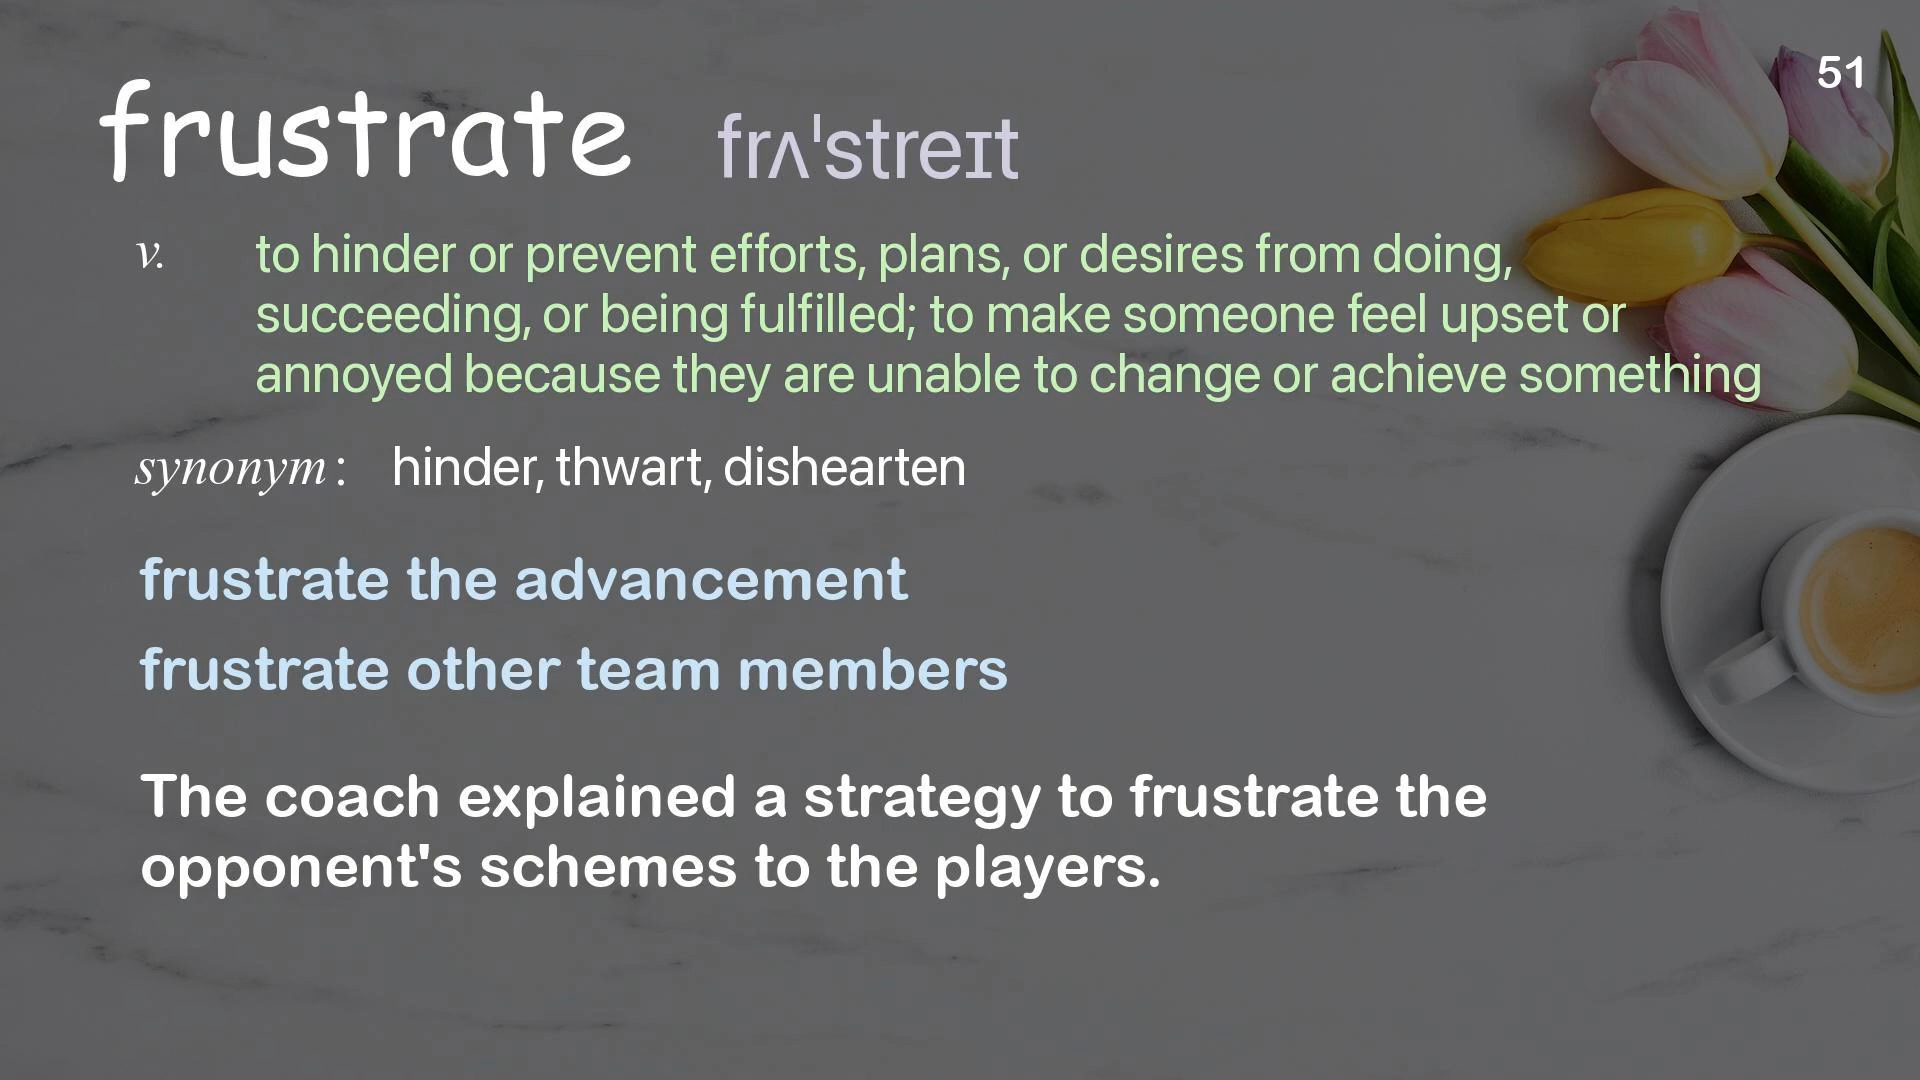 51
frustrate frʌˈstreɪt
v. to hinder or prevent efforts, plans, or desires from doing,
succeeding, or being fulfilled; to make someone feel upset or
annoyed because they are unable to change or achieve something
synonym: hinder, thwart, dishearten
frustrate the advancement
frustrate other team members
The coach explained a strategy to frustrate the
opponent's schemes to the players.